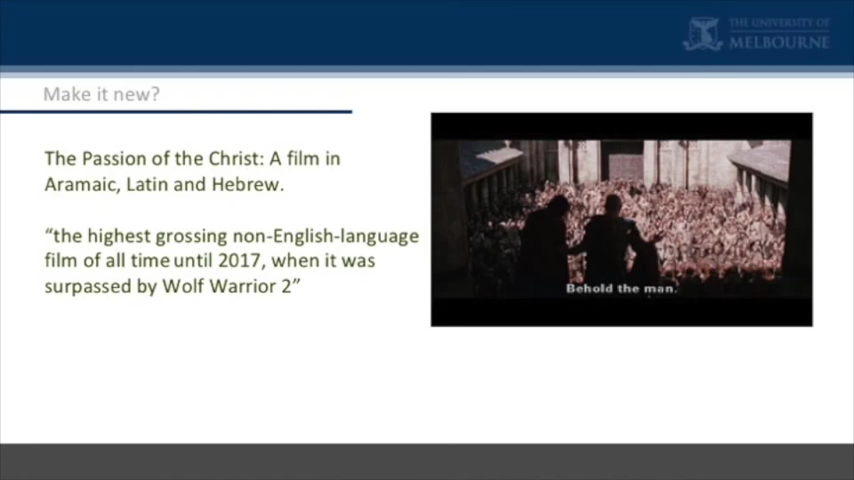 THE UNIVERSITY OF
MELBOURNE
Make it new?
The Passion of the Christ: A film in
Aramaic, Latin and Hebrew.
“the highest grossing non-English-language
film of all time until 2017, when it was
surpassed by Wolf Warrior 2”
Behold the man.